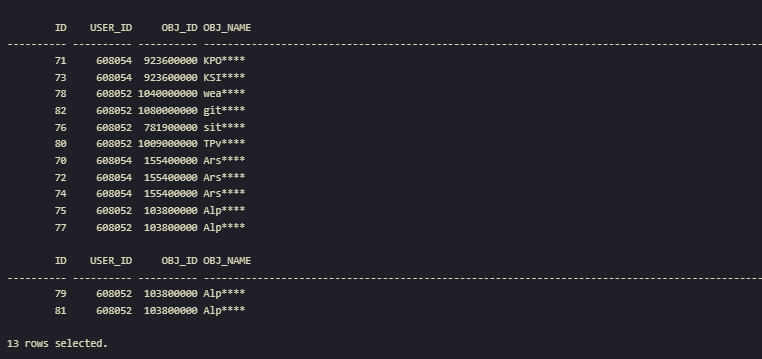 ID USER_ID OBJ_ID OBJ_NAME
---------- ---------- ---------- ----------------------------------------------------------------------------------------------
71 608054 923600000 KPO****
73 608054 923600000 KSI****
78 608052 1040000000 wea****
82 608052 1080000000 git****
76 608052 781900000 sit****
80 608052 1009000000 TPv****
70 608054 155400000 Ars****
72 608054 155400000 Ars****
74 608054 155400000 Ars****
75 608052 103800000 Alp****
77 608052 103800000 Alp****
ID USER_ID OBJ_ID OBJ_NAME
---------- ---------- ---------- ----------------------------------------------------------------------------------------------
79 608052 103800000 Alp****
81 608052 103800000 Alp****
13 rows selected.